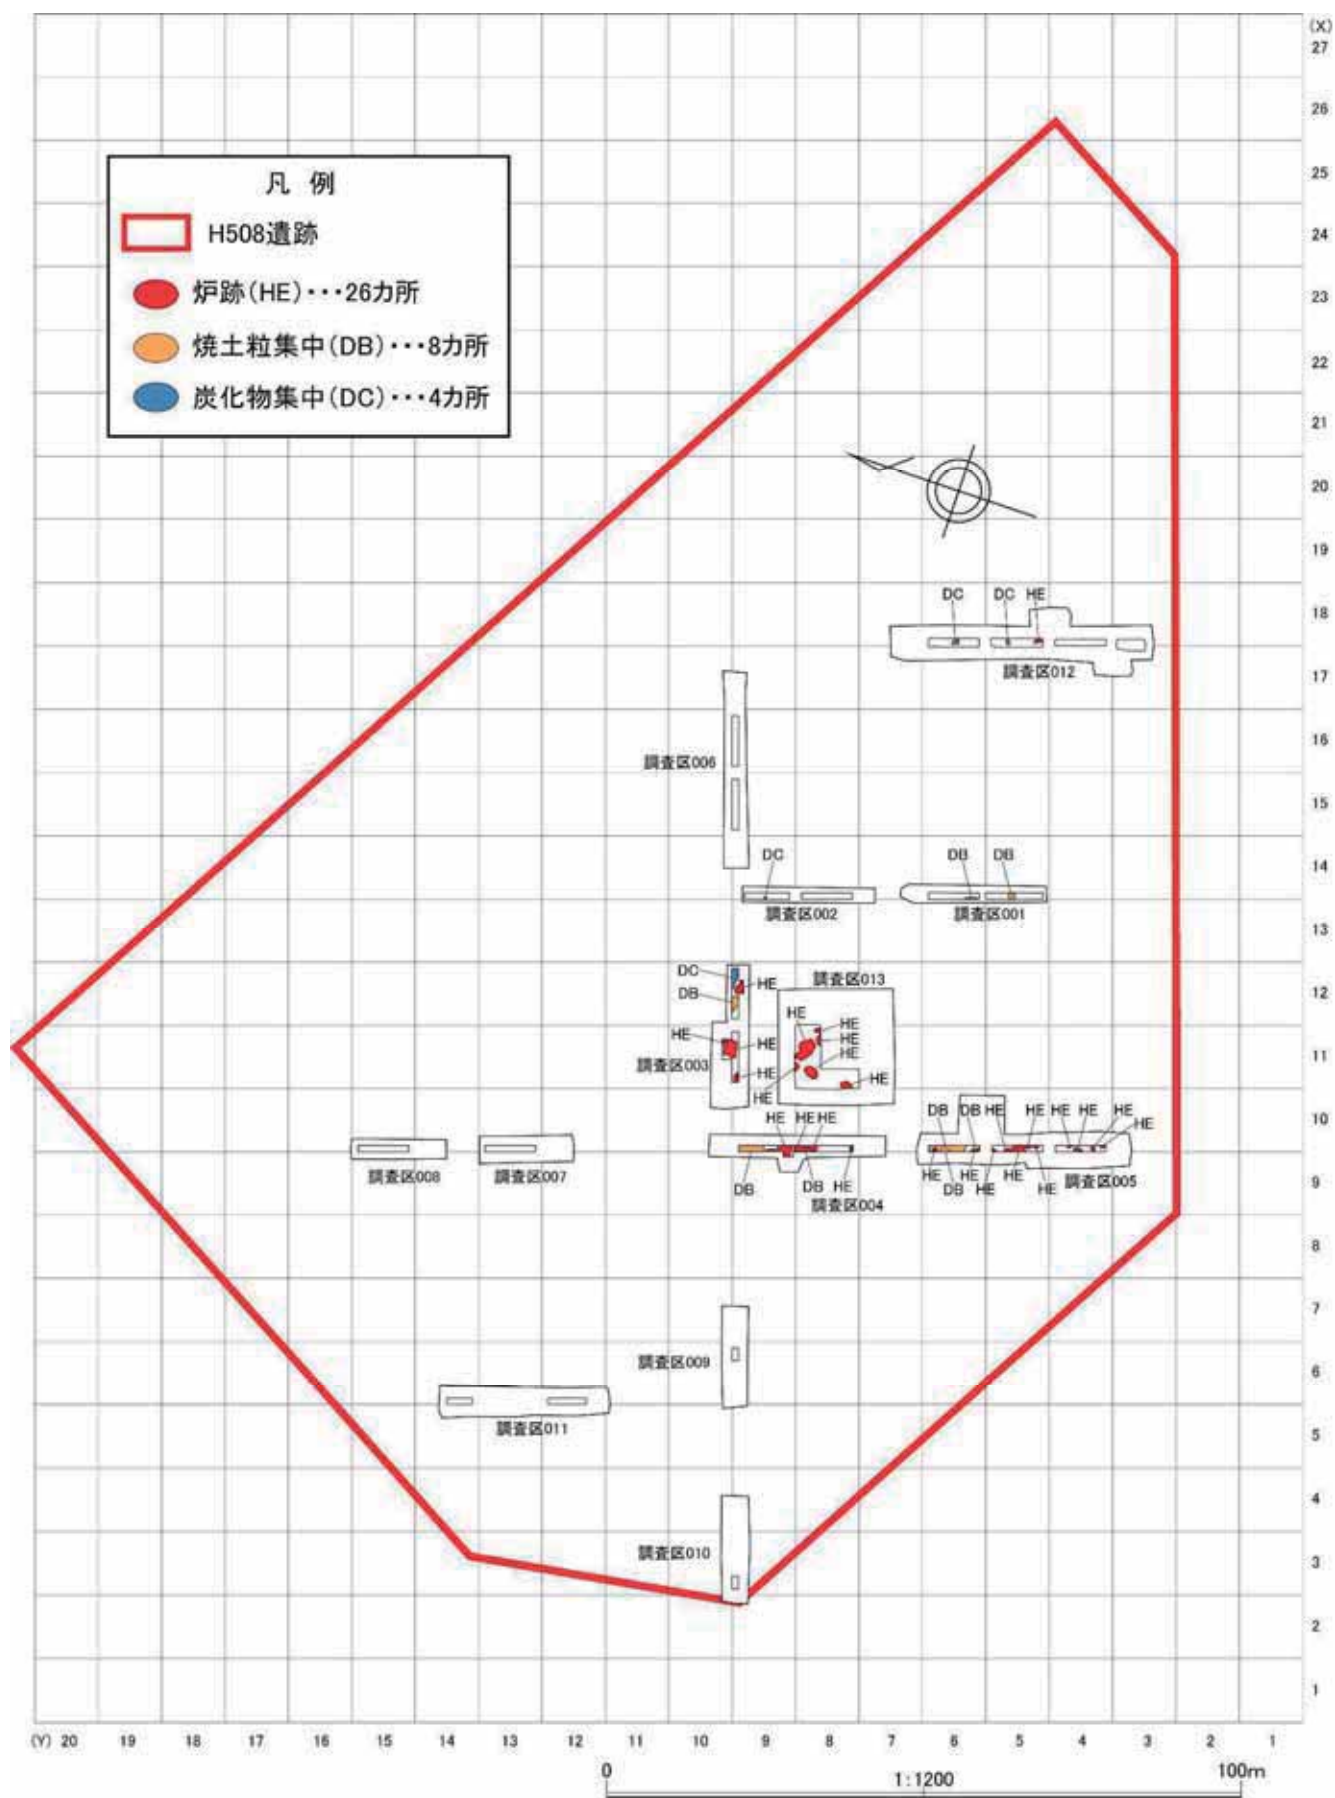 (X)
27
26
25
24
23
22
21
20
19
18
17
16
15
14
13
12
11
10
9
8
7
6
5
4
3
2
1
凡 例
H508遺跡
炉跡(HE)・・・26カ所
焼土粒集中(DB)・・・8カ所
炭化物集中(DC)・・・4カ所
DC DC HE
調査区012
調査区006
DC
調査区002
DB DB
調査区001
DC
HE
DB
HE
HE
調査区003
HE
調査区013
HE
HE
HE
HE
HE
HE
調査区008
調査区007
HE HE HE
DB DB HE
調査区004
DB DB HE HE HE HE HE HE
HE HE HE HE
DB HE HE
調査区005
調査区009
調査区011
調査区010
(Y) 20 19 18 17 16 15 14 13 12 11 10 9 8 7 6 5 4 3 2 1
0 1:1200 100m